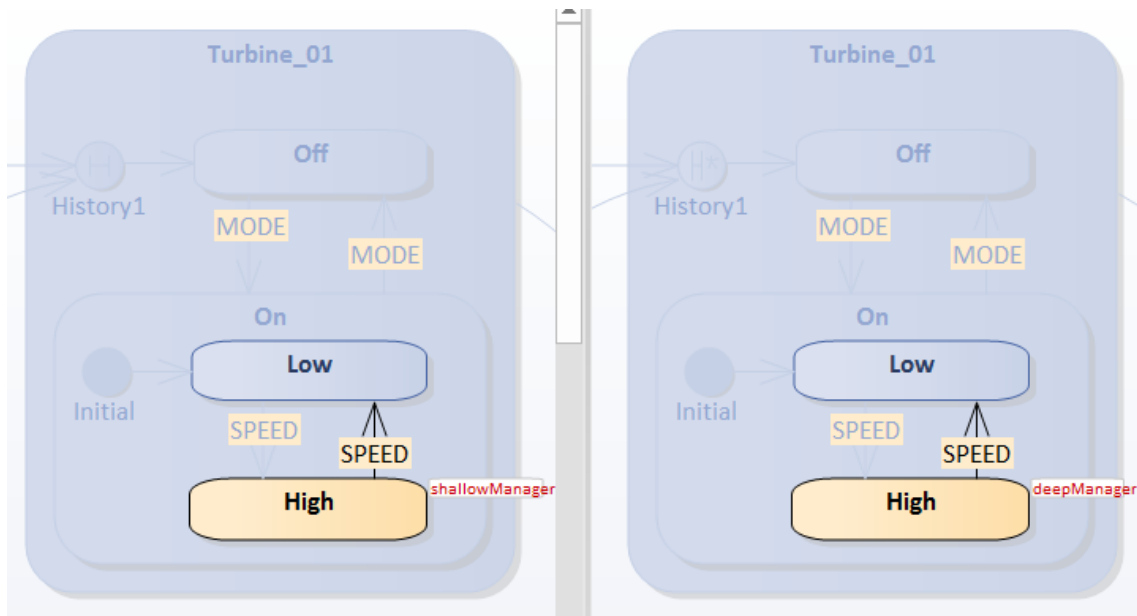 Turbine_01
Off
H
History1
MODE
MODE
On
Low
Initial
SPEED
SPEED
High
shallowManager
Turbine_01
Off
H*
History1
MODE
MODE
On
Low
Initial
SPEED
SPEED
High
deepManager